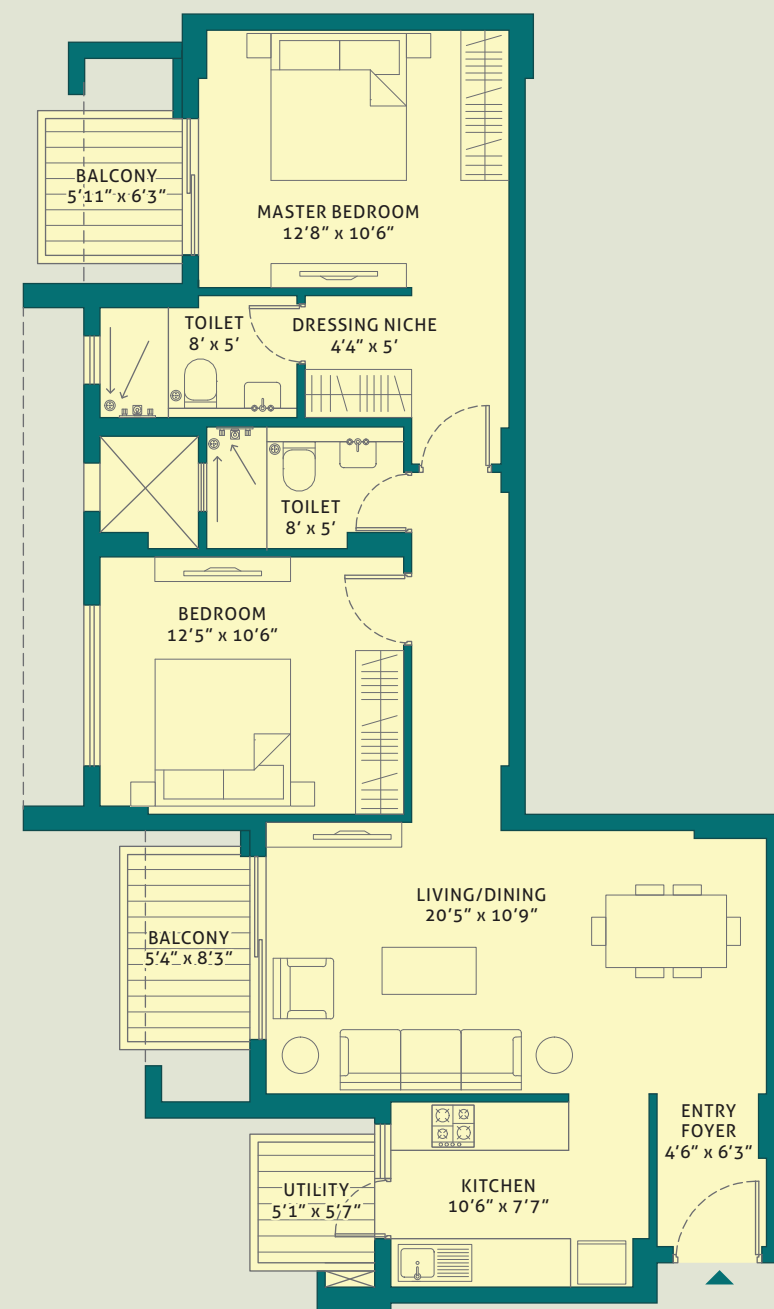 BALCONY
5'11" x 6'3"
MASTER BEDROOM
12'8" x 10'6"
TOILET
8' x 5'
DRESSING NICHE
4'4" x 5'
TOILET
8' x 5'
BEDROOM
12'5" x 10'6"
LIVING/DINING
20'5" x 10'9"
BALCONY
5'4" x 8'3"
ENTRY
FOYER
4'6" x 6'3"
UTILITY
5'1" x 5'7"
KITCHEN
10'6" x 7'7"